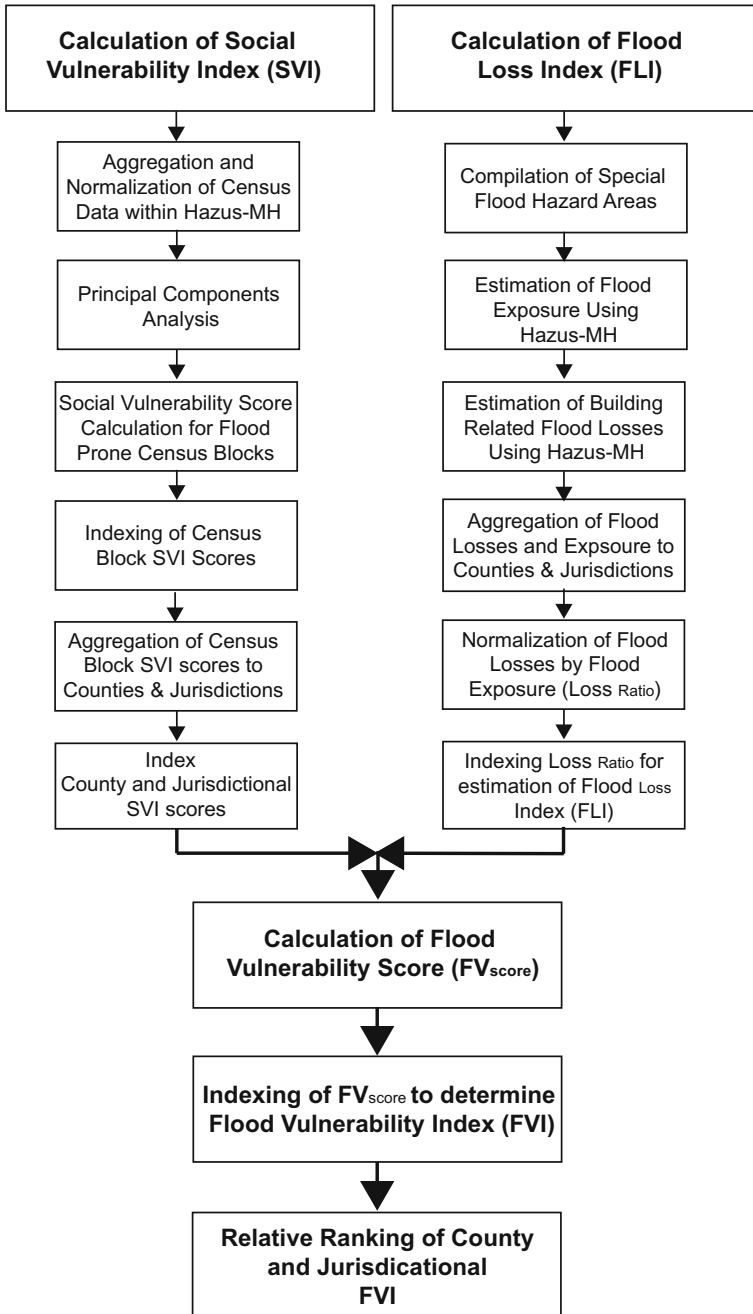 Calculation of Social
Vulnerability Index (SVI)
Aggregation and
Normalization of Census
Data within Hazus-MH
Principal Components
Analysis
Social Vulnerability Score
Calculation for Flood
Prone Census Blocks
Indexing of Census
Block SVI Scores
Aggregation of Census
Block SVI scores to
Counties & Jurisdictions
Index
County and Jurisdictional
SVI scores
Calculation of Flood
Loss Index (FLI)
Compilation of Special
Flood Hazard Areas
Estimation of Flood
Exposure Using
Hazus-MH
Estimation of Building
Related Flood Losses
Using Hazus-MH
Aggregation of Flood
Losses and Expsoure to
Counties & Jurisdictions
Normalization of Flood
Losses by Flood
Exposure (Loss Ratio)
Indexing Loss Ratio for
estimation of Flood Loss
Index (FLI)
Calculation of Flood
Vulnerability Score (FVscore)
Indexing of FVscore to determine
Flood Vulnerability Index (FVI)
Relative Ranking of County
and Jurisdicational
FVI